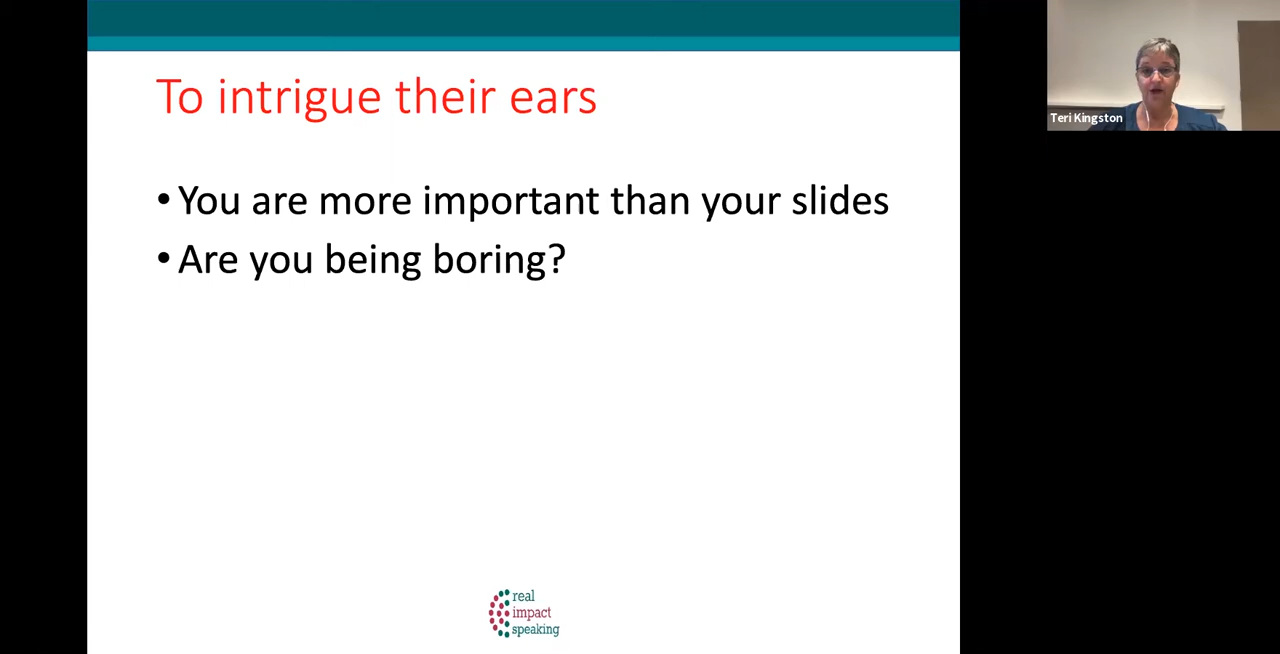 To intrigue their ears
• You are more important than your slides
• Are you being boring?
real
impact
speaking
Teri Kingston